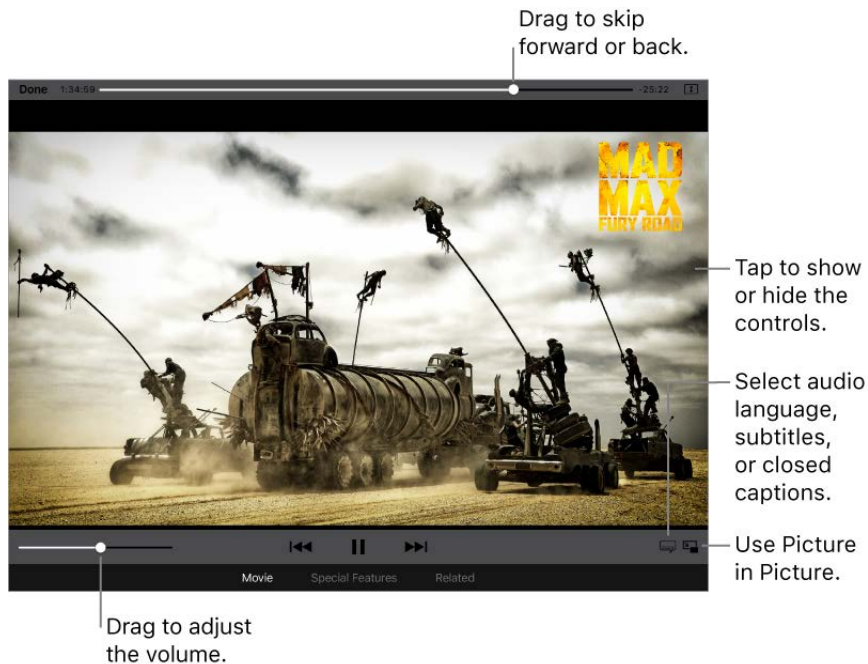 Drag to skip
forward or back.
Done 1:34:59 -25:22
MAD
MAX
FURY ROAD
Tap to show
or hide the
controls.
Select audio
language,
subtitles,
or closed
captions.
Use Picture
in Picture.
Movie Special Features Related
Drag to adjust
the volume.